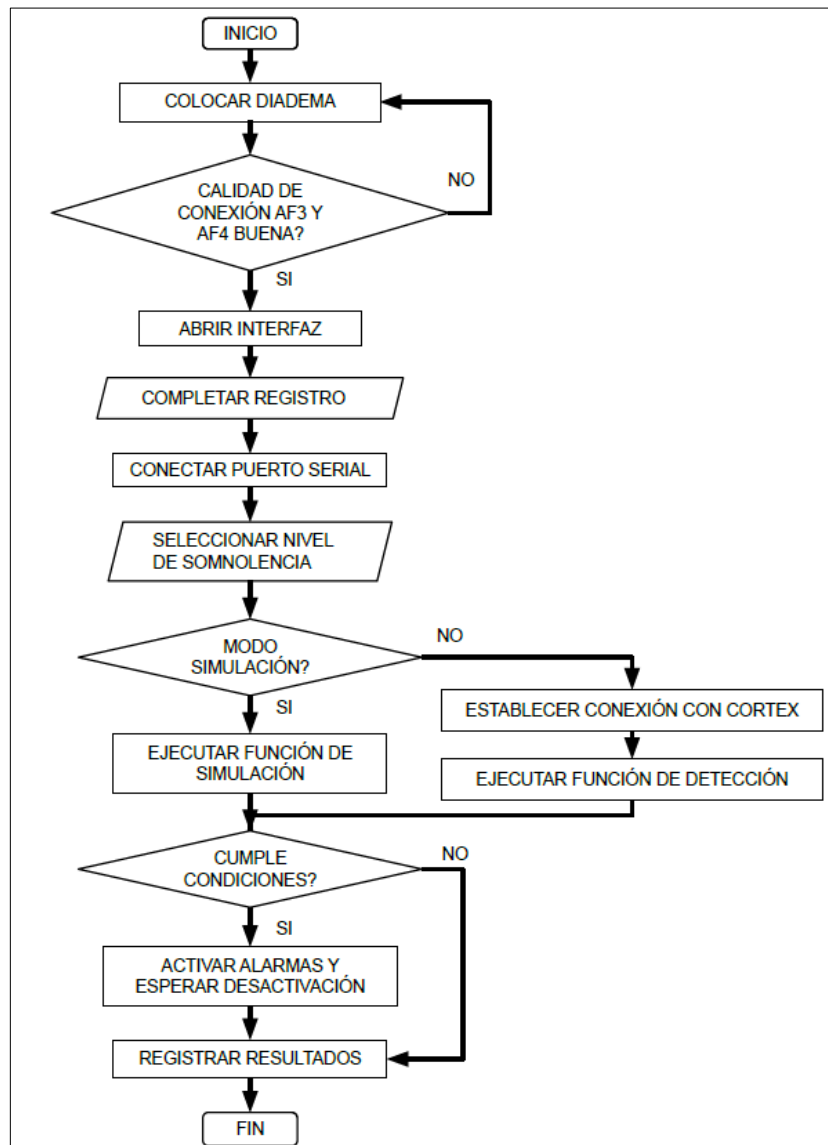 INICIO
COLOCAR DIADEMA
NO
CALIDAD DE
CONEXIÓN AF3 Y
AF4 BUENA?
SI
ABRIR INTERFAZ
COMPLETAR REGISTRO
CONECTAR PUERTO SERIAL
SELECCIONAR NIVEL
DE SOMNOLENCIA
NO
MODO
SIMULACIÓN?
SI
ESTABLECER CONEXIÓN CON CORTEX
EJECUTAR FUNCIÓN DE
SIMULACIÓN
EJECUTAR FUNCIÓN DE DETECCIÓN
NO
CUMPLE
CONDICIONES?
SI
ACTIVAR ALARMAS Y
ESPERAR DESACTIVACIÓN
REGISTRAR RESULTADOS
FIN